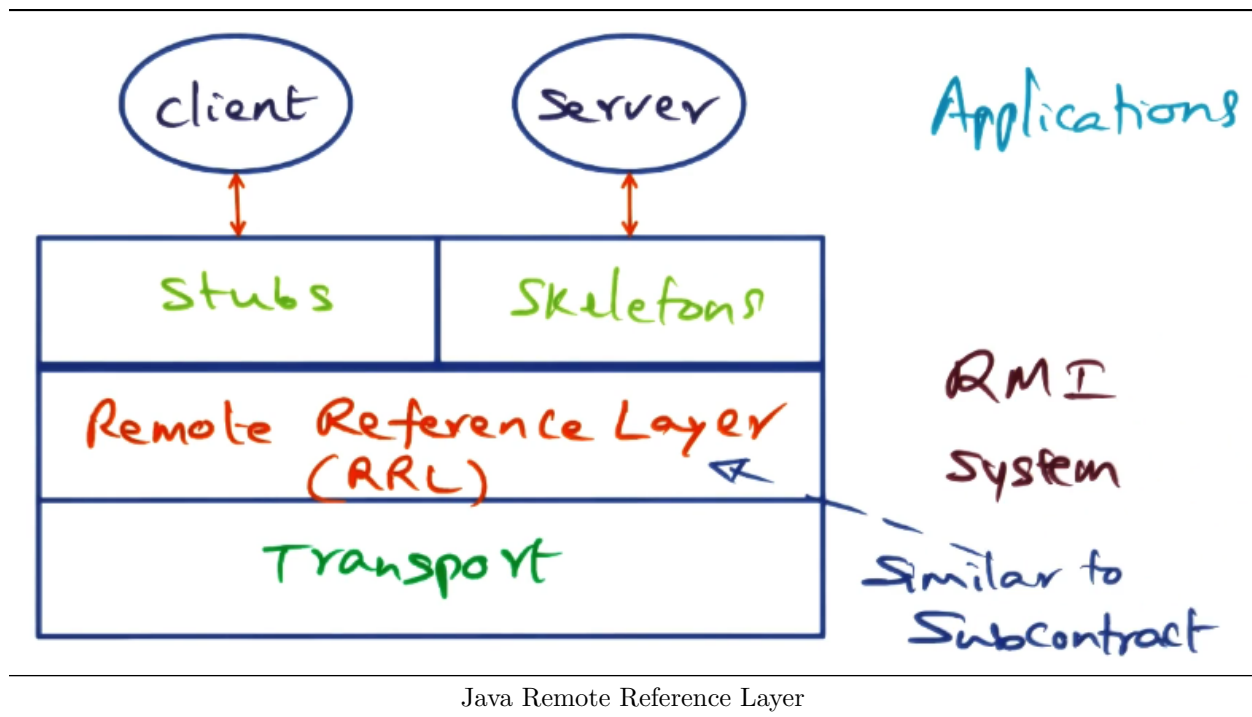 client
server
Applications
Stubs
Skeletons
RMI
System
Remote Reference Layer
(RRL)
Transport
Similar to
Subcontract
Java Remote Reference Layer